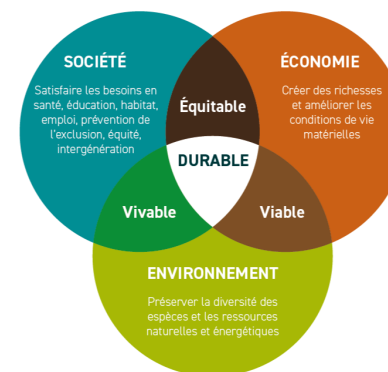 SOCIÉTÉ
Satisfaire les besoins en
santé, éducation, habitat,
emploi, prévention de
l'exclusion, équité,
intergénération
ÉCONOMIE
Créer des richesses
et améliorer les
conditions de vie
matérielles
Équitable
DURABLE
Vivable
Viable
ENVIRONNEMENT
Préserver la diversité des
espèces et les ressources
naturelles et énergétiques